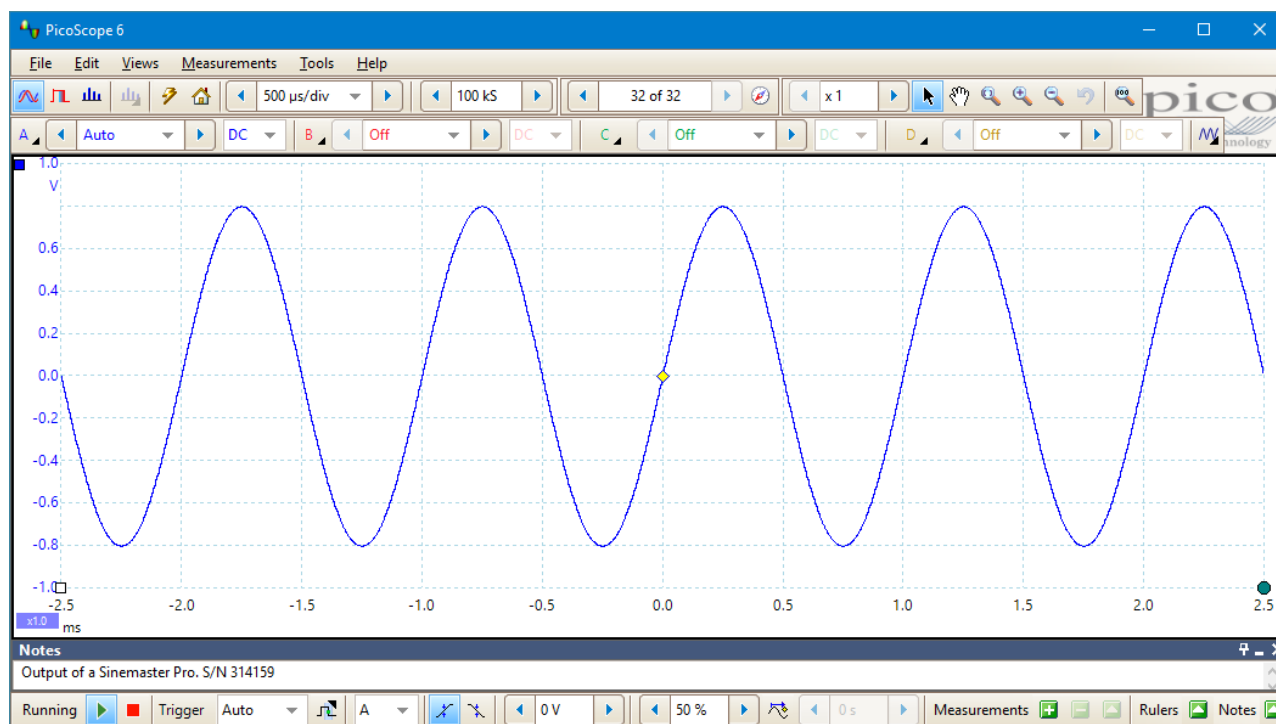 PicoScope 6
File Edit Views Measurements Tools Help
500 µs/div 100 kS 32 of 32 x 1 pico
A Auto DC B Off DC C Off DC D Off DC nnology
1.0
V
0.6
0.4
0.2
0.0
-0.2
-0.4
-0.6
-0.8
-1.0
-2.5 -2.0 -1.5 -1.0 -0.5 0.0 0.5 1.0 1.5 2.0 2.5
x1.0 ms
Notes
Output of a Sinemaster Pro. S/N 314159
Running Trigger Auto A 0 V 50 % 0 s Measurements Rulers Notes